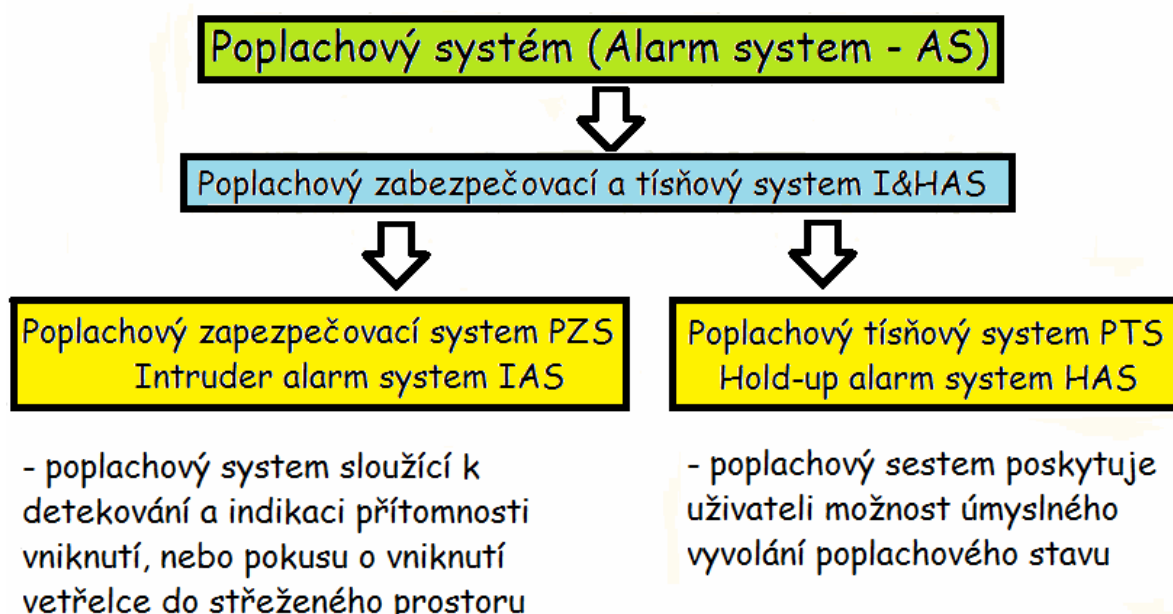 Poplachový systém (Alarm system - AS)
Poplachový zabezpečovací a tísňový system I&HAS
Poplachový zapezpečovací system PZS
Intruder alarm system IAS
Poplachový tísňový system PTS
Hold-up alarm system HAS
- poplachový system sloužící k
detekování a indikaci přítomnosti
vniknutí, nebo pokusu o vniknutí
vetřelce do střeženého prostoru
- poplachový sestem poskytuje
uživateli možnost úmyslného
vyvolání poplachového stavu